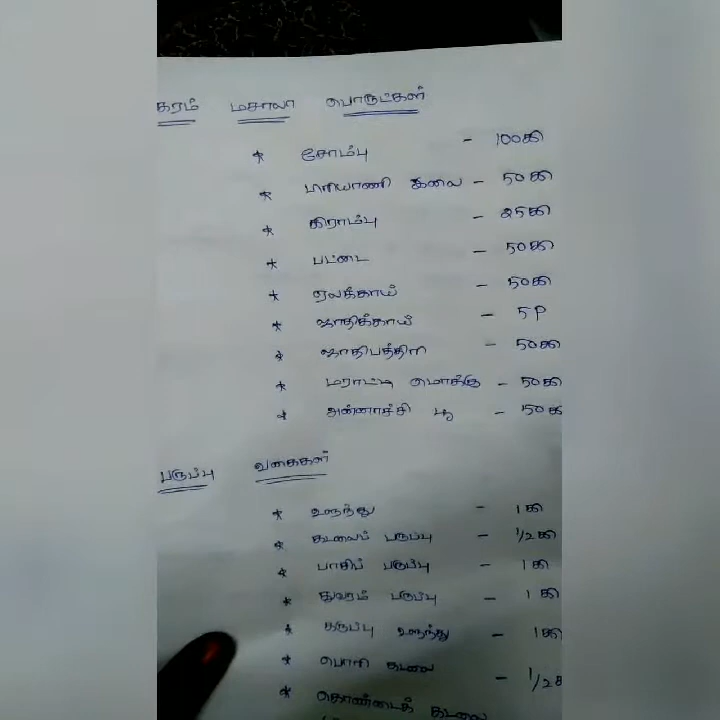 கரம் மசாலா பொருட்கள்
* சோம்பு - 100கி
* பிரியாணி இலை - 50கி
* கிராம்பு - 25கி
* பட்டை - 50கி
* ஏலக்காய் - 50கி
* ஜாதிக்காய் - 5P
* ஜாதிபத்திரி - 50கி
* மராட்டி மொக்கு - 50கி
* அன்னாச்சி பூ - 50கி
பருப்பு வகைகள்
* உளுந்து - 1கி
* கடலைப் பருப்பு - 1/2கி
* பாசிப் பருப்பு - 1கி
* துவரம் பருப்பு - 1கி
* கருப்பு உளுந்து - 1கி
* பொரி கடலை - 1/2க
* கொண்டைக் கடலை